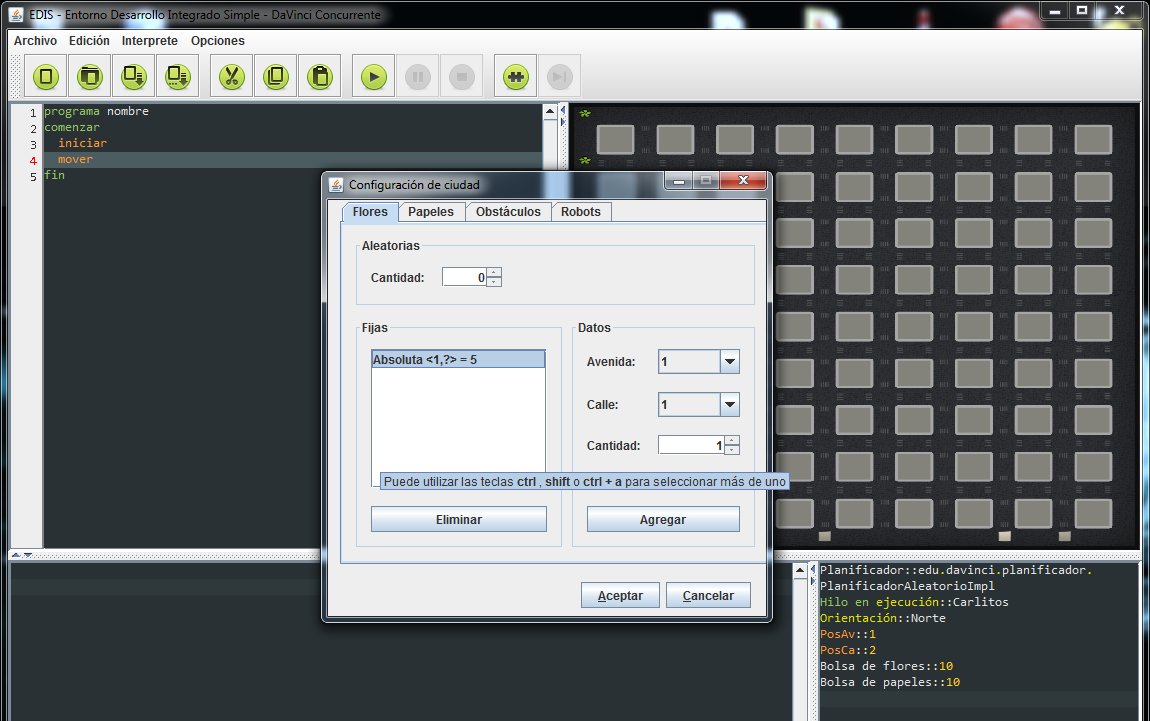 EDIS - Entorno Desarrollo Integrado Simple - DaVinci Concurrente
Archivo Edición Interprete Opciones
1 programa nombre
2 comenzar
3 iniciar
4 mover
5 fin
Configuración de ciudad
Flores Papeles Obstáculos Robots
Aleatorias
Cantidad: 0
Fijas
Absoluta <1,?> = 5
Datos
Avenida: 1
Calle: 1
Cantidad: 1
Puede utilizar las teclas ctrl , shift o ctrl + a para seleccionar más de uno
Eliminar
Agregar
Aceptar Cancelar
Planificador::edu.davinci.planificador.
PlanificadorAleatorioImpl
Hilo en ejecución::Carlitos
Orientación::Norte
PosAv::1
PosCa::2
Bolsa de flores::10
Bolsa de papeles::10